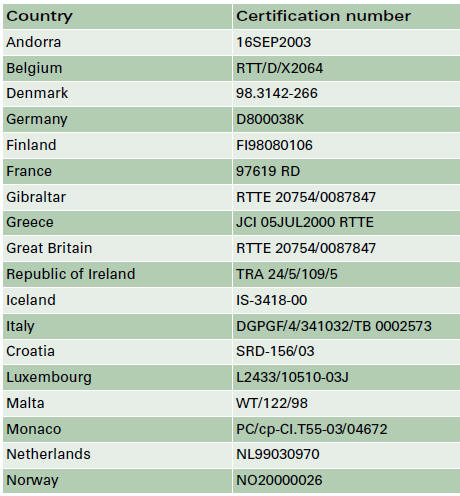 Country Certification number
Andorra 16SEP2003
Belgium RTT/D/X2064
Denmark 98.3142-266
Germany D800038K
Finland FI98080106
France 97619 RD
Gibraltar RTTE 20754/0087847
Greece JCI 05JUL2000 RTTE
Great Britain RTTE 20754/0087847
Republic of Ireland TRA 24/5/109/5
Iceland IS-3418-00
Italy DGPGF/4/341032/TB 0002573
Croatia SRD-156/03
Luxembourg L2433/10510-03J
Malta WT/122/98
Monaco PC/cp-CI.T55-03/04672
Netherlands NL99030970
Norway NO20000026